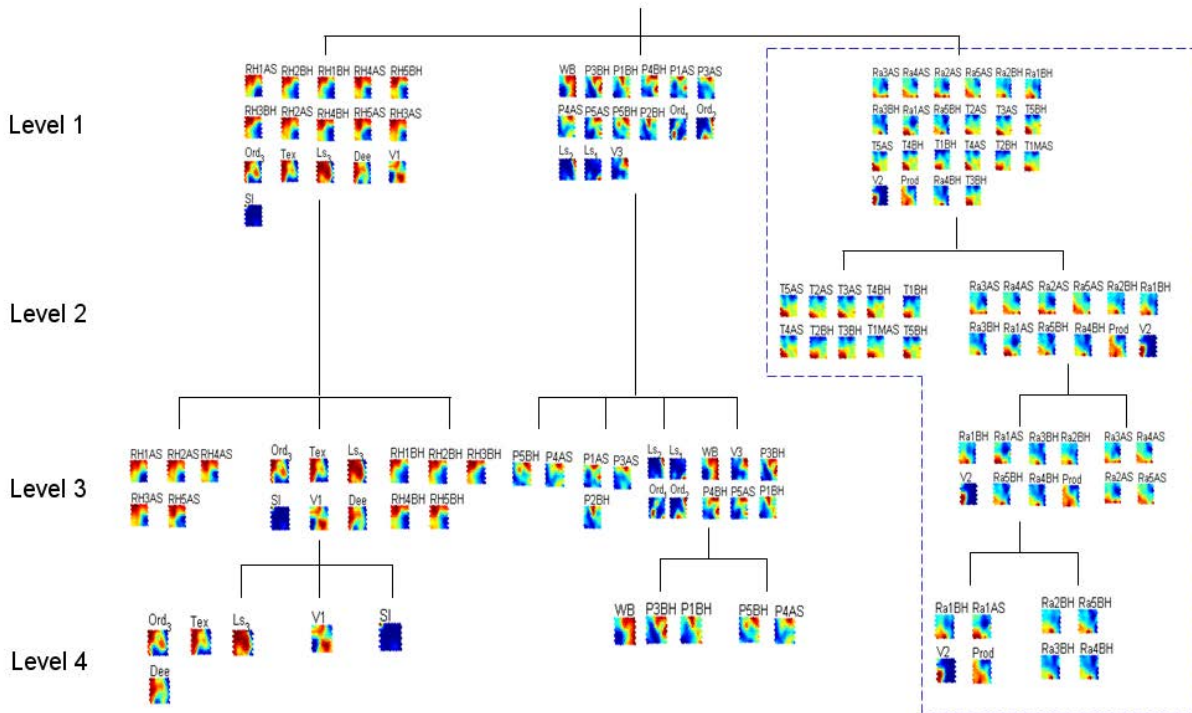 RH1AS RH2BH RH1BH RH4AS RH5BH
WB P3BH P1BH P4BH P1AS P3AS
Ra3AS Ra4AS Ra2AS Ra5AS Ra2BH Ra1BH
Level 1
RH3BH RH2AS RH4BH RH5AS RH3AS
P4AS P5AS P5BH P2BH Ord1 Ord2
Ra3BH Ra1AS Ra5BH T2AS T3AS T5BH
Ord3 Tex Ls3 Dee V1
Ls2 Ls1 V3
T5AS T4BH T1BH T4AS T2BH T1MAS
SI
V2 Prod Ra4BH T3BH
Level 2
T5AS T2AS T3AS T4BH T1BH
Ra3AS Ra4AS Ra2AS Ra5AS Ra2BH Ra1BH
T4AS T2BH T3BH T1MAS T5BH
Ra3BH Ra1AS Ra5BH Ra4BH Prod V2
Level 3
RH1AS RH2AS RH4AS
Ord3 Tex Ls3
RH1BH RH2BH RH3BH
P5BH P4AS P1AS P3AS
Ls2 Ls1 WB V3 P3BH
Ra1BH Ra1AS Ra3BH Ra2BH Ra3AS Ra4AS
RH3AS RH5AS
SI V1 Dee
RH4BH RH5BH
P2BH
Ord1 Ord2 P4BH P5AS P1BH
V2 Ra5BH Ra4BH Prod Ra2AS Ra5AS
Level 4
Ord3 Tex Ls3 V1 SI
WB P3BH P1BH P5BH P4AS
Ra1BH Ra1AS Ra2BH Ra5BH
Dee
V2 Prod Ra3BH Ra4BH